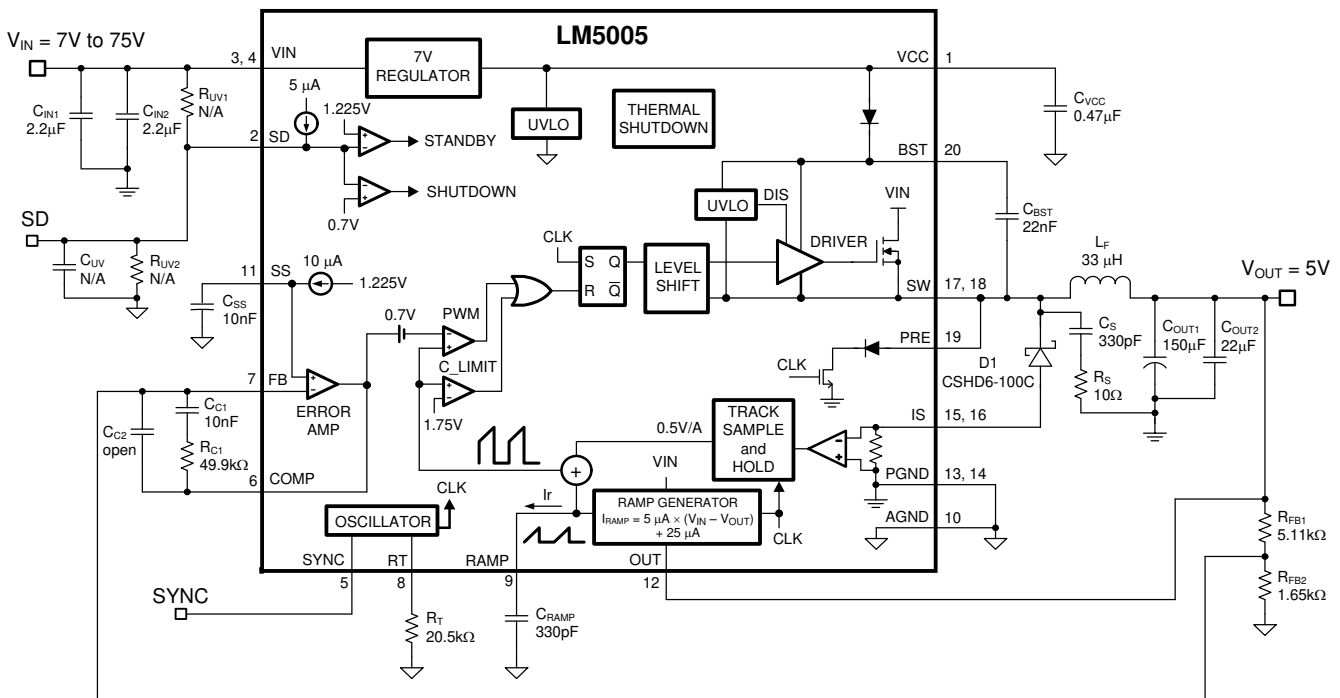 LM5005
V_IN = 7V to 75V
3, 4
VIN
7V
REGULATOR
VCC
1
C_IN1
2.2µF
C_IN2
2.2µF
R_UV1
N/A
5 µA
1.225V
2
SD
STANDBY
UVLO
THERMAL
SHUTDOWN
C_VCC
0.47µF
SHUTDOWN
0.7V
BST
20
SD
C_UV
N/A
R_UV2
N/A
UVLO
DIS
VIN
C_BST
22nF
DRIVER
CLK
S Q
R Q̅
LEVEL
SHIFT
L_F
33 µH
V_OUT = 5V
11
SS
10 µA
1.225V
SW
17, 18
C_SS
10nF
0.7V
PWM
C_LIMIT
1.75V
PRE
19
CLK
D1
CSHD6-100C
C_S
330pF
R_S
10Ω
C_OUT1
150µF
C_OUT2
22µF
7
FB
ERROR
AMP
C_C1
10nF
C_C2
open
R_C1
49.9kΩ
6
COMP
IS
15, 16
0.5V/A
TRACK
SAMPLE
and
HOLD
+
VIN
PGND
13, 14
CLK
OSCILLATOR
Ir
RAMP GENERATOR
I_RAMP = 5 µA × (V_IN – V_OUT)
+ 25 µA
CLK
AGND
10
R_FB1
5.11kΩ
SYNC
5
RT
8
RAMP
9
OUT
12
SYNC
R_T
20.5kΩ
C_RAMP
330pF
R_FB2
1.65kΩ